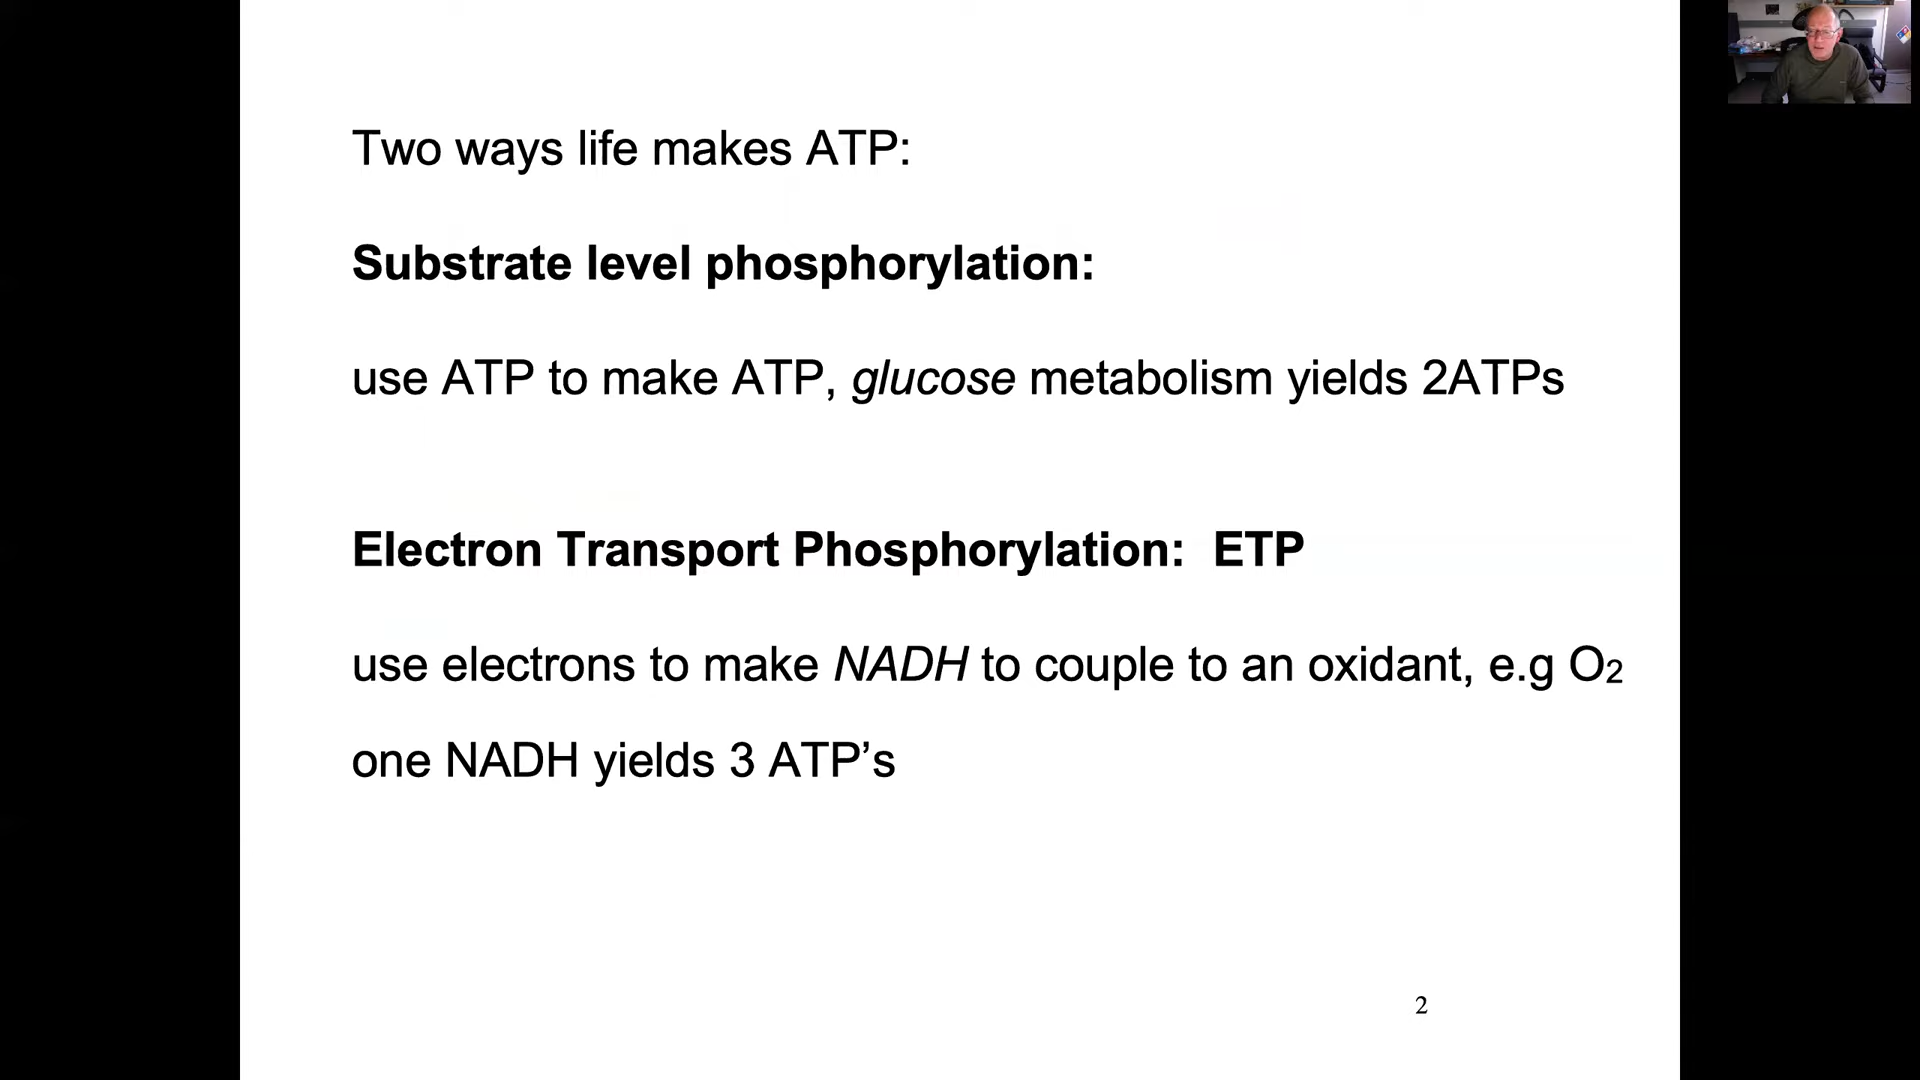 Two ways life makes ATP:
Substrate level phosphorylation:
use ATP to make ATP, glucose metabolism yields 2ATPs
Electron Transport Phosphorylation:  ETP
use electrons to make NADH to couple to an oxidant, e.g O₂
one NADH yields 3 ATP’s
2